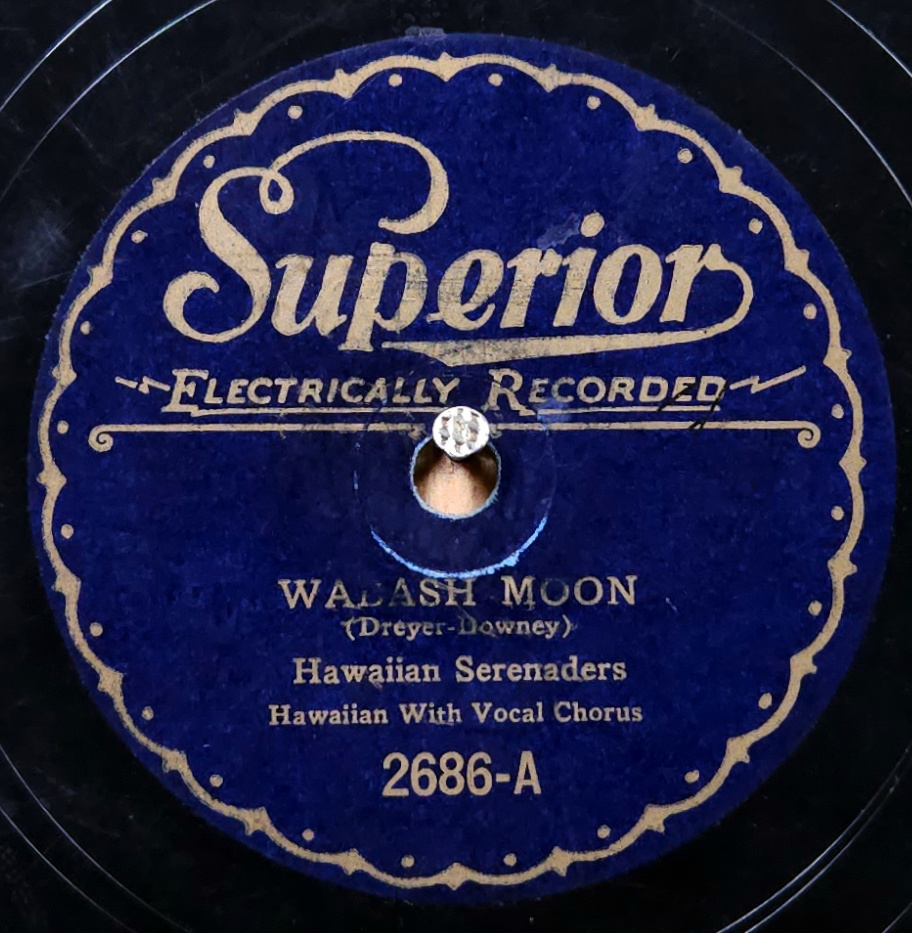 Superior
ELECTRICALLY RECORDED
WABASH MOON
(Dreyer-Downey)
Hawaiian Serenaders
Hawaiian With Vocal Chorus
2686-A